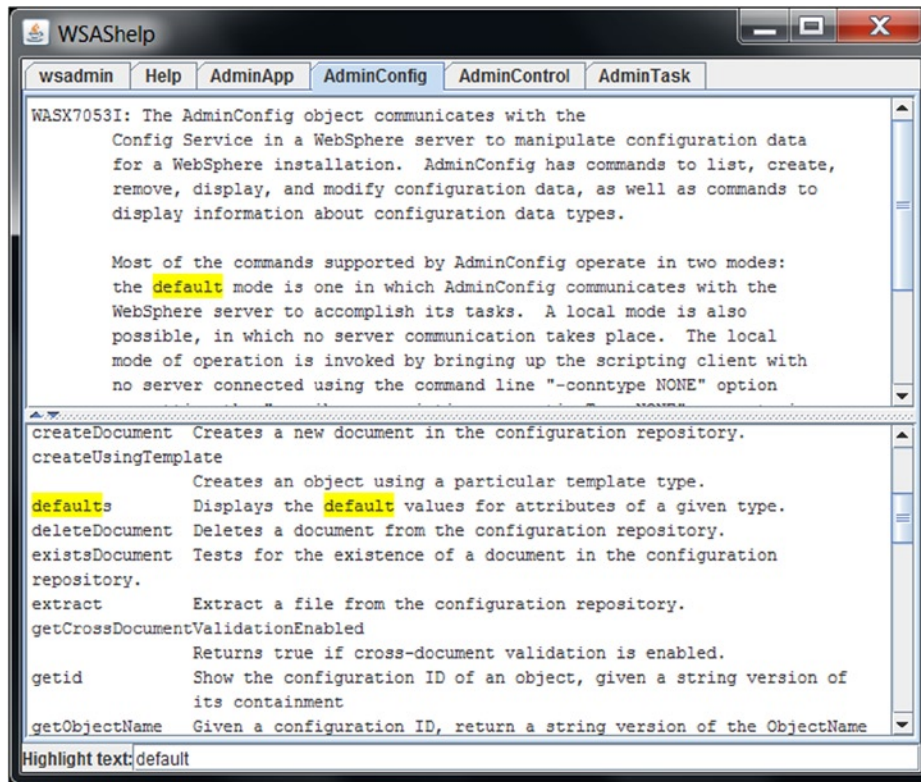 WSAShelp
wsadmin Help AdminApp AdminConfig AdminControl AdminTask
WASX7053I: The AdminConfig object communicates with the
Config Service in a WebSphere server to manipulate configuration data
for a WebSphere installation. AdminConfig has commands to list, create,
remove, display, and modify configuration data, as well as commands to
display information about configuration data types.
Most of the commands supported by AdminConfig operate in two modes:
the default mode is one in which AdminConfig communicates with the
WebSphere server to accomplish its tasks. A local mode is also
possible, in which no server communication takes place. The local
mode of operation is invoked by bringing up the scripting client with
no server connected using the command line "-conntype NONE" option
createDocument Creates a new document in the configuration repository.
createUsingTemplate
Creates an object using a particular template type.
defaults Displays the default values for attributes of a given type.
deleteDocument Deletes a document from the configuration repository.
existsDocument Tests for the existence of a document in the configuration
repository.
extract Extract a file from the configuration repository.
getCrossDocumentValidationEnabled
Returns true if cross-document validation is enabled.
getid Show the configuration ID of an object, given a string version of
its containment
getObjectName Given a configuration ID, return a string version of the ObjectName
Highlight text: default